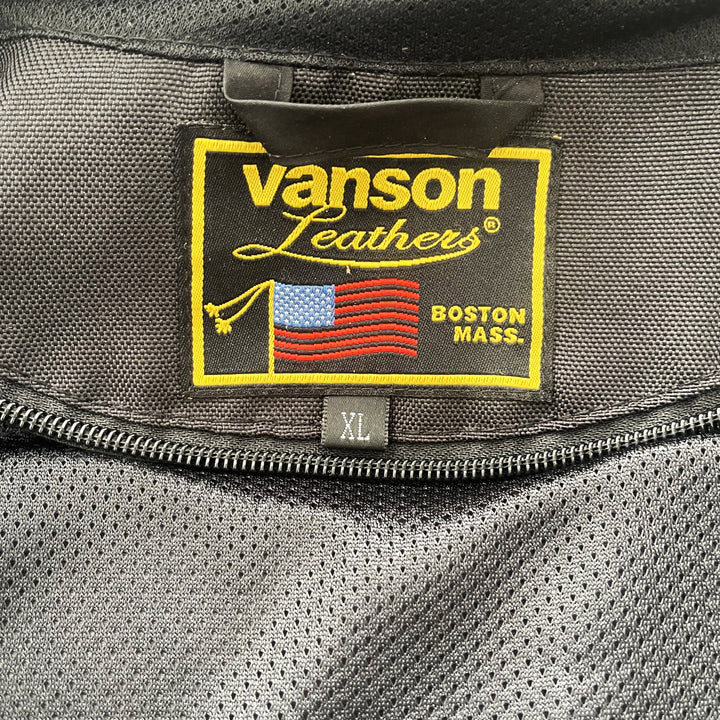 vanson
Leathers®
BOSTON
MASS.
XL